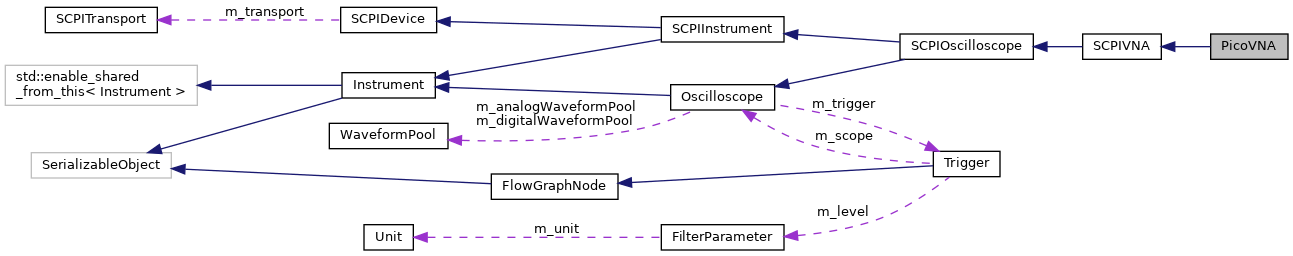 SCPITransport
m_transport
SCPIDevice
SCPIInstrument
SCPIOscilloscope
SCPIVNA
PicoVNA
std::enable_shared
_from_this< Instrument >
Instrument
Oscilloscope
m_analogWaveformPool
m_digitalWaveformPool
m_trigger
WaveformPool
m_scope
SerializableObject
Trigger
FlowGraphNode
m_level
Unit
m_unit
FilterParameter